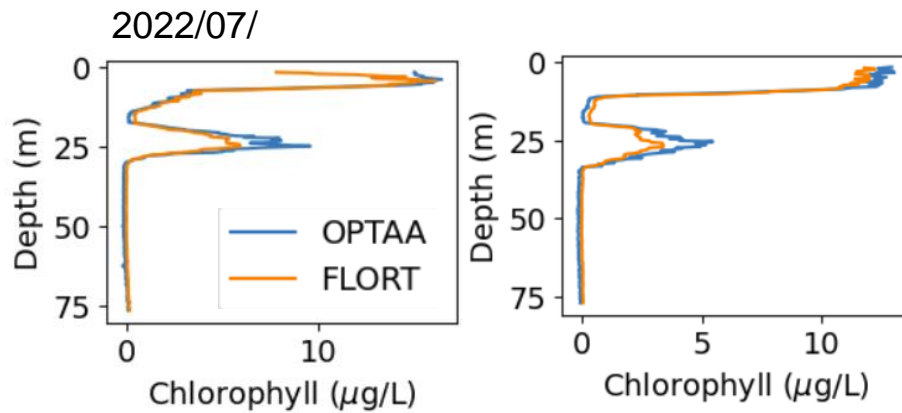 2022/07/
0
25
50
75
Depth (m)
OPTAA
FLORT
0 10
Chlorophyll (μg/L)
0
25
50
75
Depth (m)
0 5 10
Chlorophyll (μg/L)